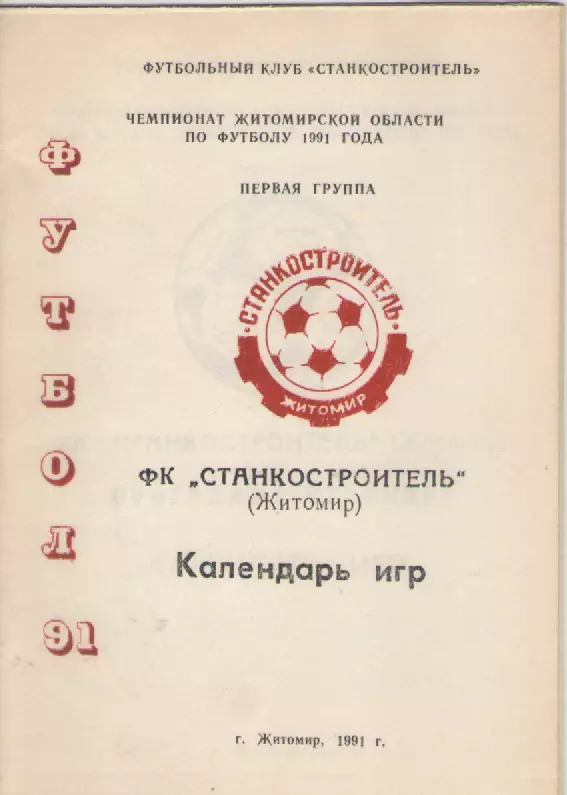 ФУТБОЛЬНЫЙ КЛУБ «СТАНКОСТРОИТЕЛЬ»
ЧЕМПИОНАТ ЖИТОМИРСКОЙ ОБЛАСТИ
ПО ФУТБОЛУ 1991 ГОДА
ПЕРВАЯ ГРУППА
ФУТБОЛ 91
•СТАНКОСТРОИТЕЛЬ•
ЖИТОМИР
ФК „СТАНКОСТРОИТЕЛЬ“
(Житомир)
Календарь игр
г. Житомир, 1991 г.